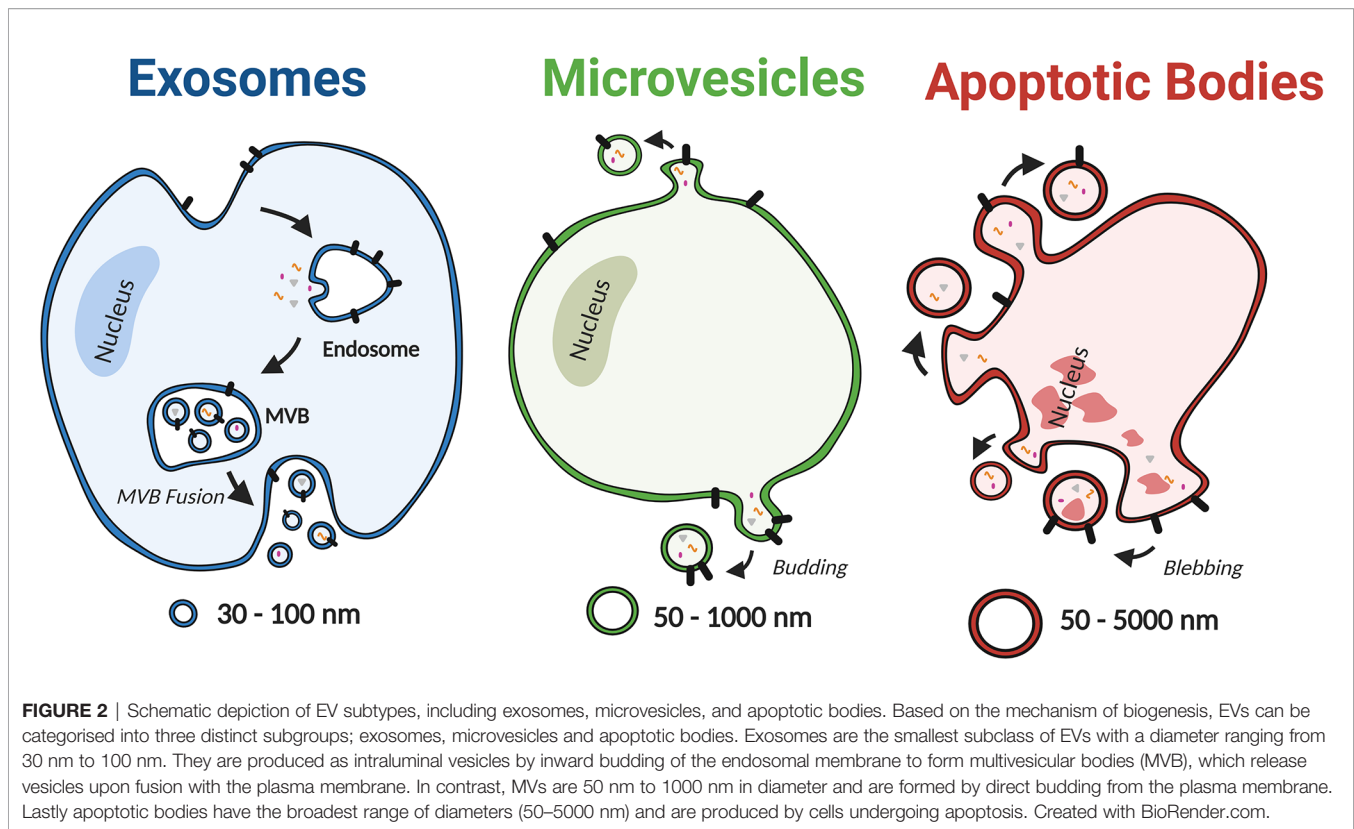 Exosomes
Microvesicles
Apoptotic Bodies
Nucleus
Endosome
MVB
MVB Fusion
30 - 100 nm
Nucleus
Budding
50 - 1000 nm
Nucleus
Blebbing
50 - 5000 nm
FIGURE 2 | Schematic depiction of EV subtypes, including exosomes, microvesicles, and apoptotic bodies. Based on the mechanism of biogenesis, EVs can be
categorised into three distinct subgroups; exosomes, microvesicles and apoptotic bodies. Exosomes are the smallest subclass of EVs with a diameter ranging from
30 nm to 100 nm. They are produced as intraluminal vesicles by inward budding of the endosomal membrane to form multivesicular bodies (MVB), which release
vesicles upon fusion with the plasma membrane. In contrast, MVs are 50 nm to 1000 nm in diameter and are formed by direct budding from the plasma membrane.
Lastly apoptotic bodies have the broadest range of diameters (50–5000 nm) and are produced by cells undergoing apoptosis. Created with BioRender.com.